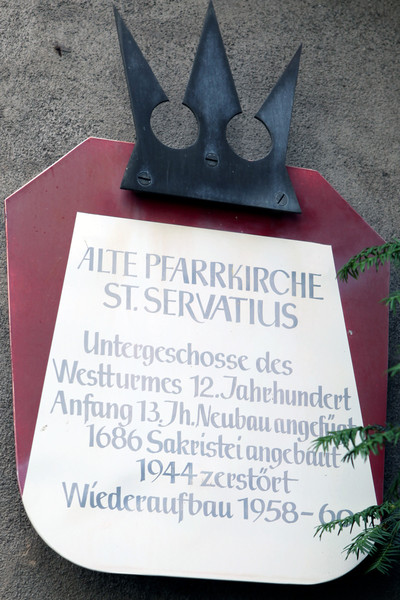 ALTE PFARRKIRCHE
ST. SERVATIUS
Untergeschosse des
Westturmes 12. Jahrhundert
Anfang 13. Jh. Neubau angefügt
1686 Sakristei angebaut
1944 zerstört
Wiederaufbau 1958-60